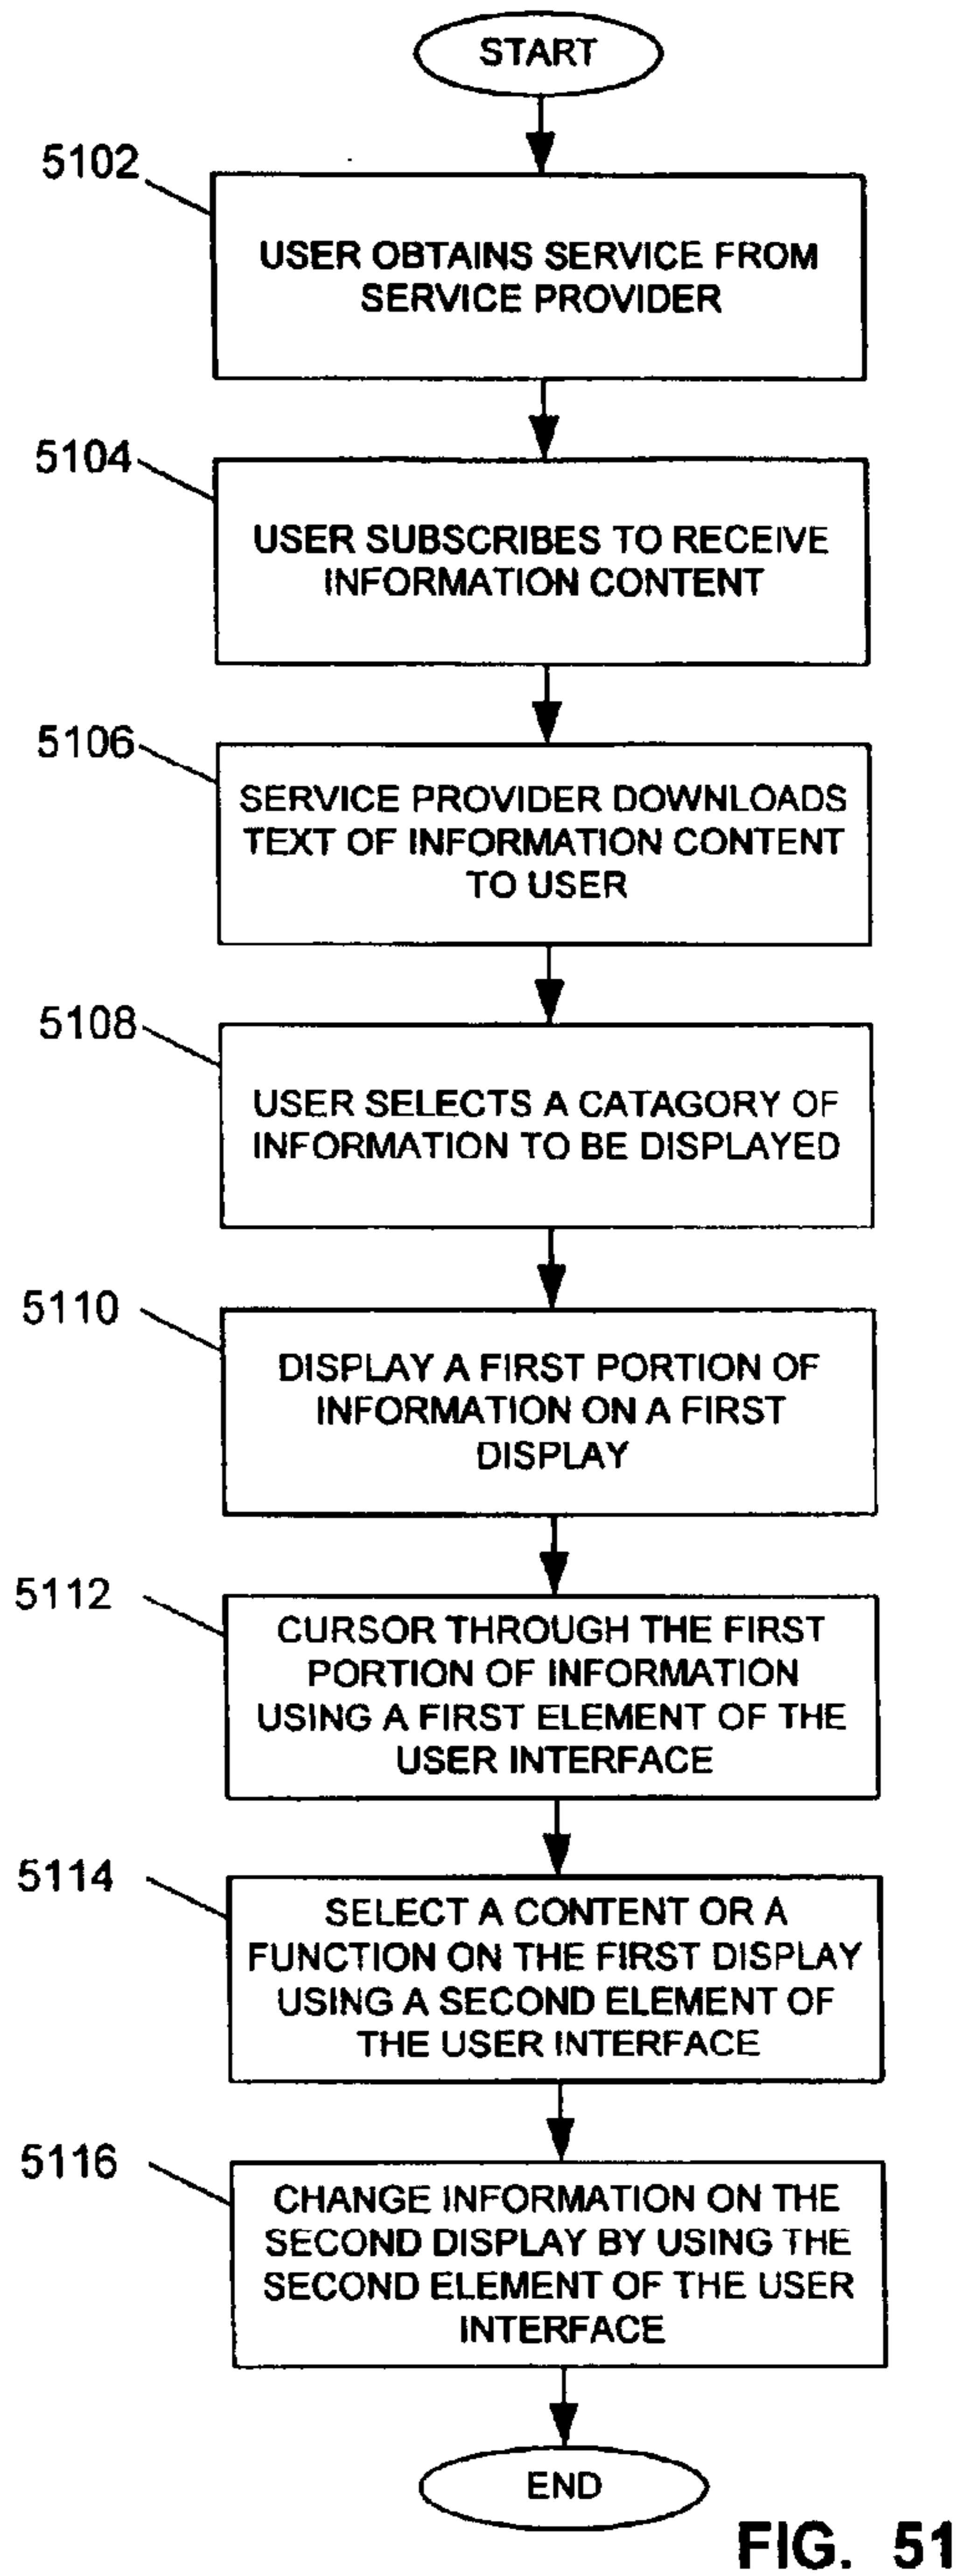 START
5102
USER OBTAINS SERVICE FROM
SERVICE PROVIDER
5104
USER SUBSCRIBES TO RECEIVE
INFORMATION CONTENT
5106
SERVICE PROVIDER DOWNLOADS
TEXT OF INFORMATION CONTENT
TO USER
5108
USER SELECTS A CATAGORY OF
INFORMATION TO BE DISPLAYED
5110
DISPLAY A FIRST PORTION OF
INFORMATION ON A FIRST
DISPLAY
5112
CURSOR THROUGH THE FIRST
PORTION OF INFORMATION
USING A FIRST ELEMENT OF THE
USER INTERFACE
5114
SELECT A CONTENT OR A
FUNCTION ON THE FIRST DISPLAY
USING A SECOND ELEMENT OF
THE USER INTERFACE
5116
CHANGE INFORMATION ON THE
SECOND DISPLAY BY USING THE
SECOND ELEMENT OF THE USER
INTERFACE
END
FIG. 51